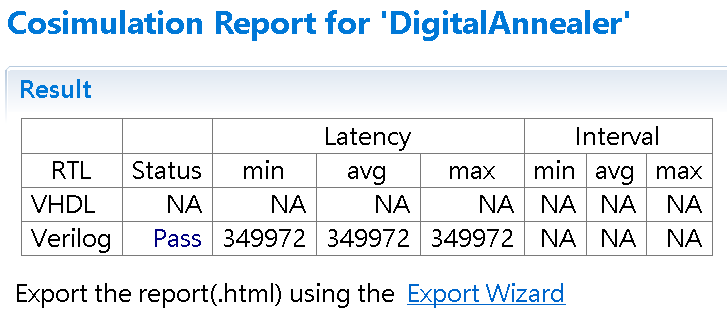 Cosimulation Report for 'DigitalAnnealer'
Result
Latency Interval
RTL Status min avg max min avg max
VHDL NA NA NA NA NA NA NA
Verilog Pass 349972 349972 349972 NA NA NA
Export the report(.html) using the Export Wizard